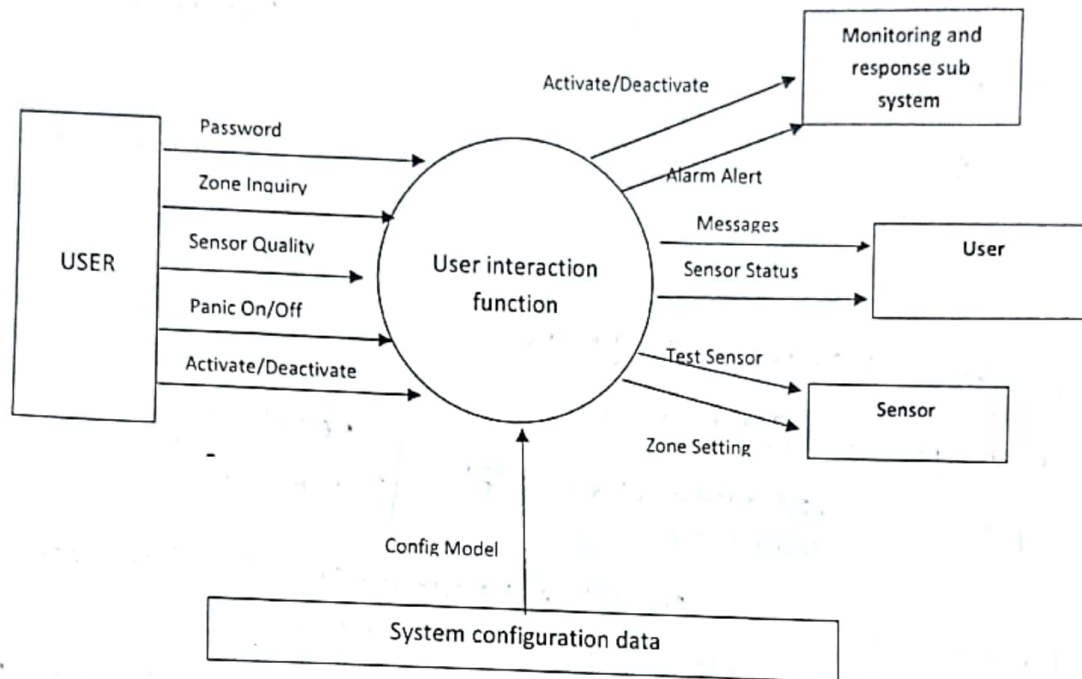 Monitoring and
response sub
system
Activate/Deactivate
Alarm Alert
Password
Zone Inquiry
Sensor Quality
Panic On/Off
Activate/Deactivate
USER
User interaction
function
Messages
Sensor Status
User
Test Sensor
Zone Setting
Sensor
Config Model
System configuration data